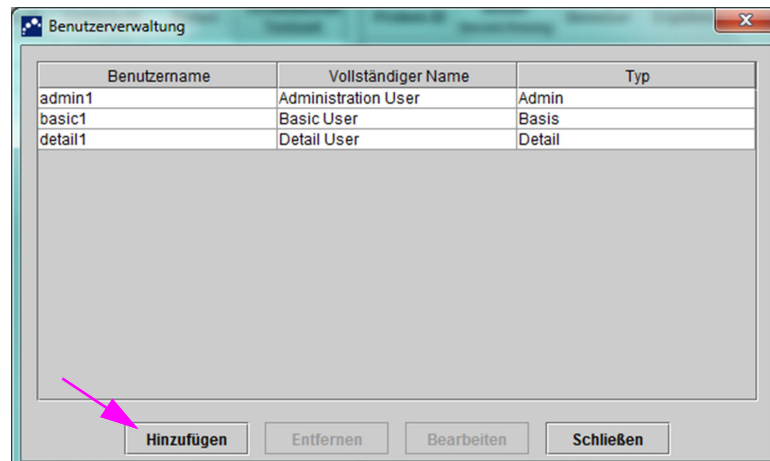 Benutzerverwaltung
Benutzername Vollständiger Name Typ
admin1 Administration User Admin
basic1 Basic User Basis
detail1 Detail User Detail
Hinzufügen Entfernen Bearbeiten Schließen